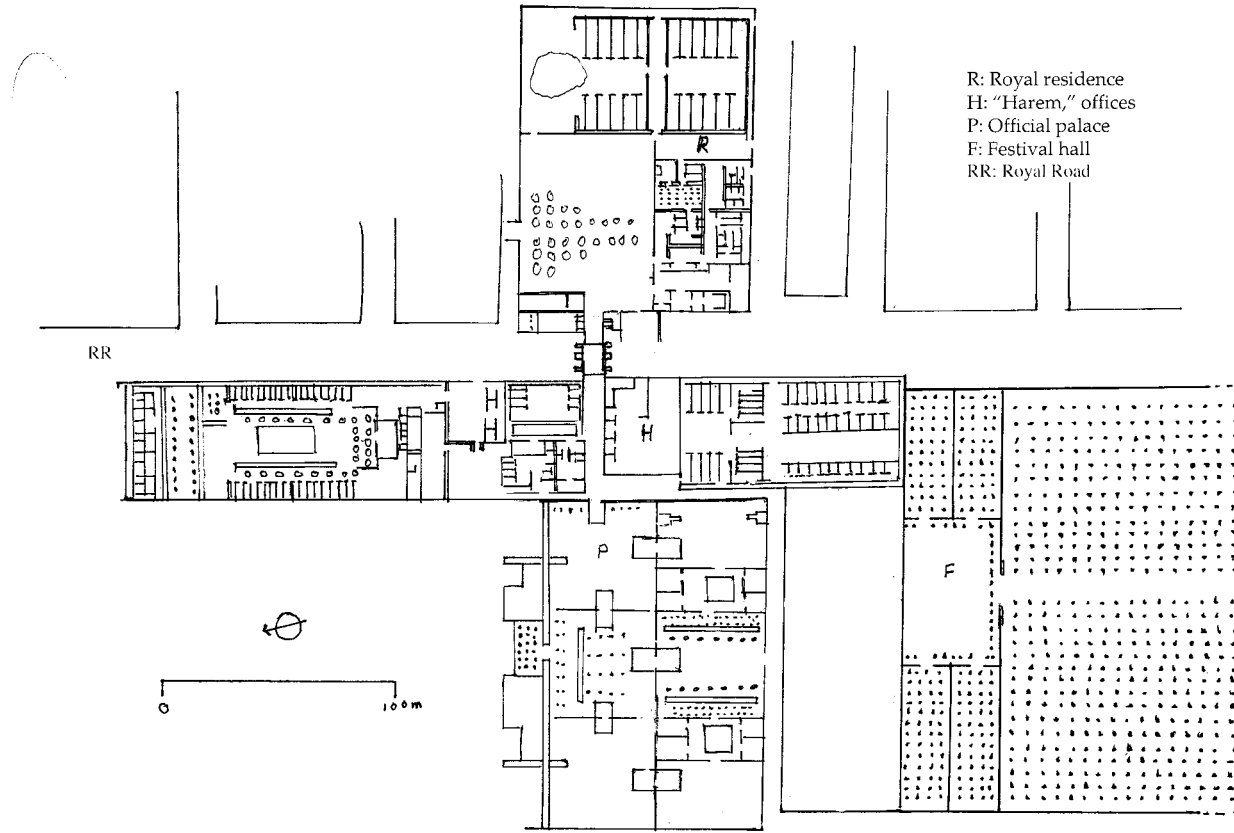 R: Royal residence
H: “Harem,” offices
P: Official palace
F: Festival hall
RR: Royal Road
R
RR
H
P
F
0 100m